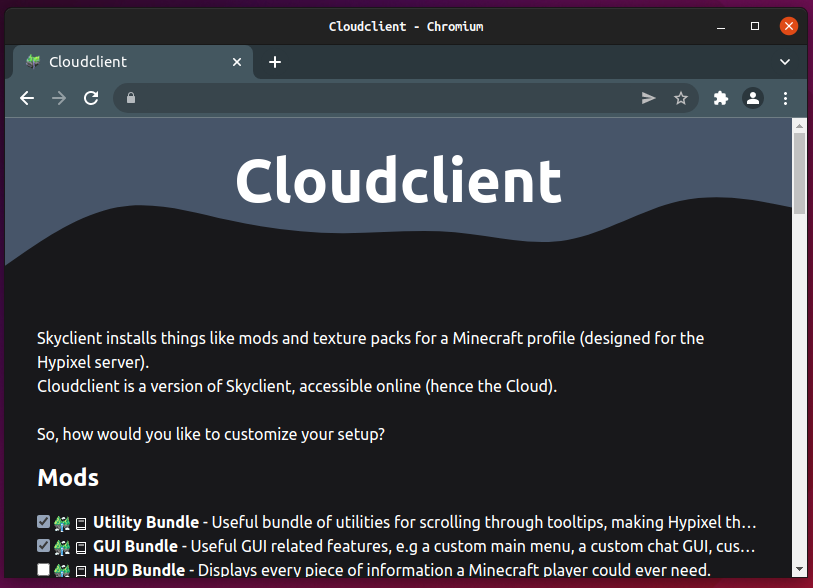 Cloudclient - Chromium
Cloudclient
Cloudclient
Skyclient installs things like mods and texture packs for a Minecraft profile (designed for the
Hypixel server).
Cloudclient is a version of Skyclient, accessible online (hence the Cloud).
So, how would you like to customize your setup?
Mods
Utility Bundle - Useful bundle of utilities for scrolling through tooltips, making Hypixel th…
GUI Bundle - Useful GUI related features, e.g a custom main menu, a custom chat GUI, cus…
HUD Bundle - Displays every piece of information a Minecraft player could ever need.